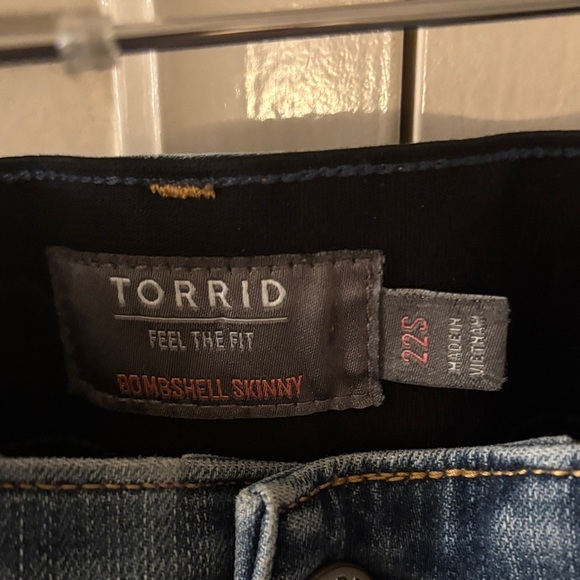 TORRID
FEEL THE FIT
BOMBSHELL SKINNY
22S
MADE IN
VIETNAM